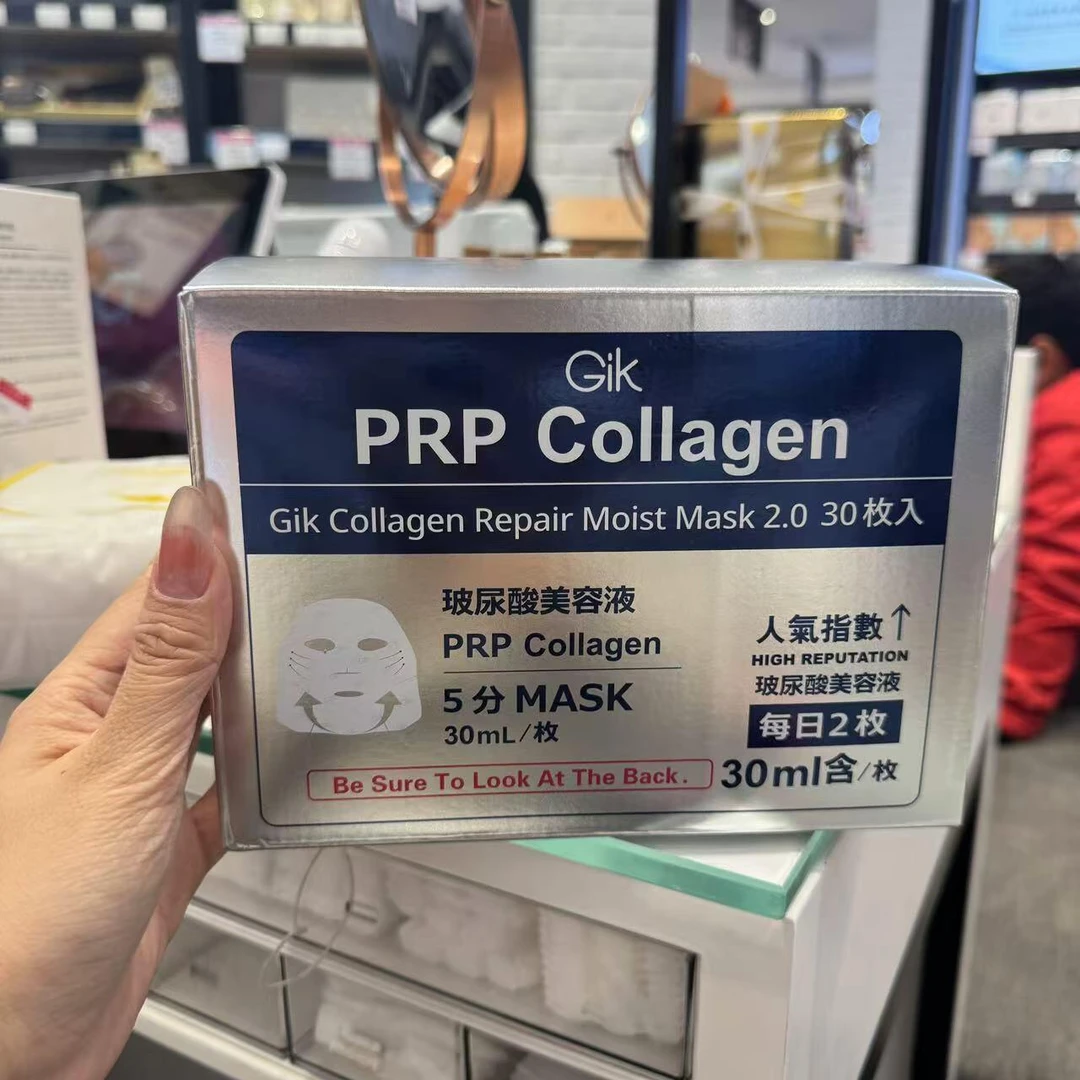 Gik
PRP Collagen
Gik Collagen Repair Moist Mask 2.0 30枚入
玻尿酸美容液
PRP Collagen
5分 MASK
30mL/枚
人氣指數↑
HIGH REPUTATION
玻尿酸美容液
每日2枚
30ml含/枚
Be Sure To Look At The Back.